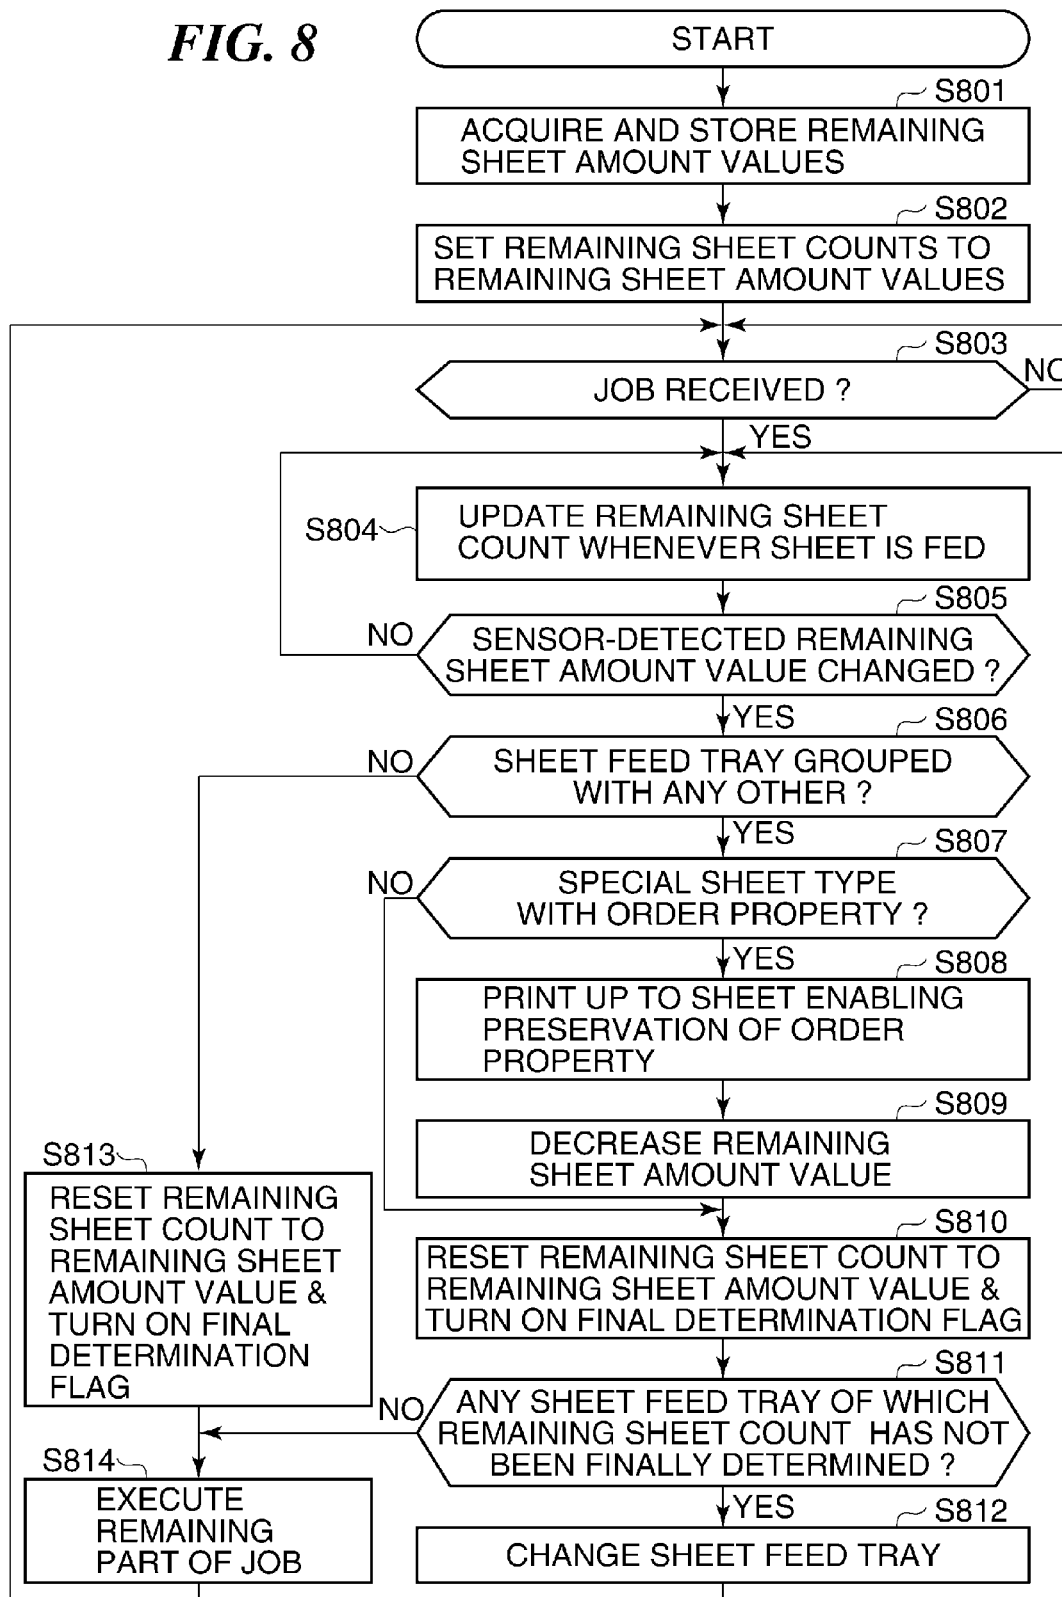 FIG. 8
START
S801
ACQUIRE AND STORE REMAINING
SHEET AMOUNT VALUES
S802
SET REMAINING SHEET COUNTS TO
REMAINING SHEET AMOUNT VALUES
S803
JOB RECEIVED ?
NO
YES
S804
UPDATE REMAINING SHEET
COUNT WHENEVER SHEET IS FED
S805
NO
SENSOR-DETECTED REMAINING
SHEET AMOUNT VALUE CHANGED ?
YES
S806
NO
SHEET FEED TRAY GROUPED
WITH ANY OTHER ?
YES
S807
NO
SPECIAL SHEET TYPE
WITH ORDER PROPERTY ?
YES
S808
PRINT UP TO SHEET ENABLING
PRESERVATION OF ORDER
PROPERTY
S809
DECREASE REMAINING
SHEET AMOUNT VALUE
S813
RESET REMAINING
SHEET COUNT TO
REMAINING SHEET
AMOUNT VALUE &
TURN ON FINAL
DETERMINATION
FLAG
S810
RESET REMAINING SHEET COUNT TO
REMAINING SHEET AMOUNT VALUE &
TURN ON FINAL DETERMINATION FLAG
S811
NO
ANY SHEET FEED TRAY OF WHICH
REMAINING SHEET COUNT HAS NOT
BEEN FINALLY DETERMINED ?
YES
S814
EXECUTE
REMAINING
PART OF JOB
S812
CHANGE SHEET FEED TRAY